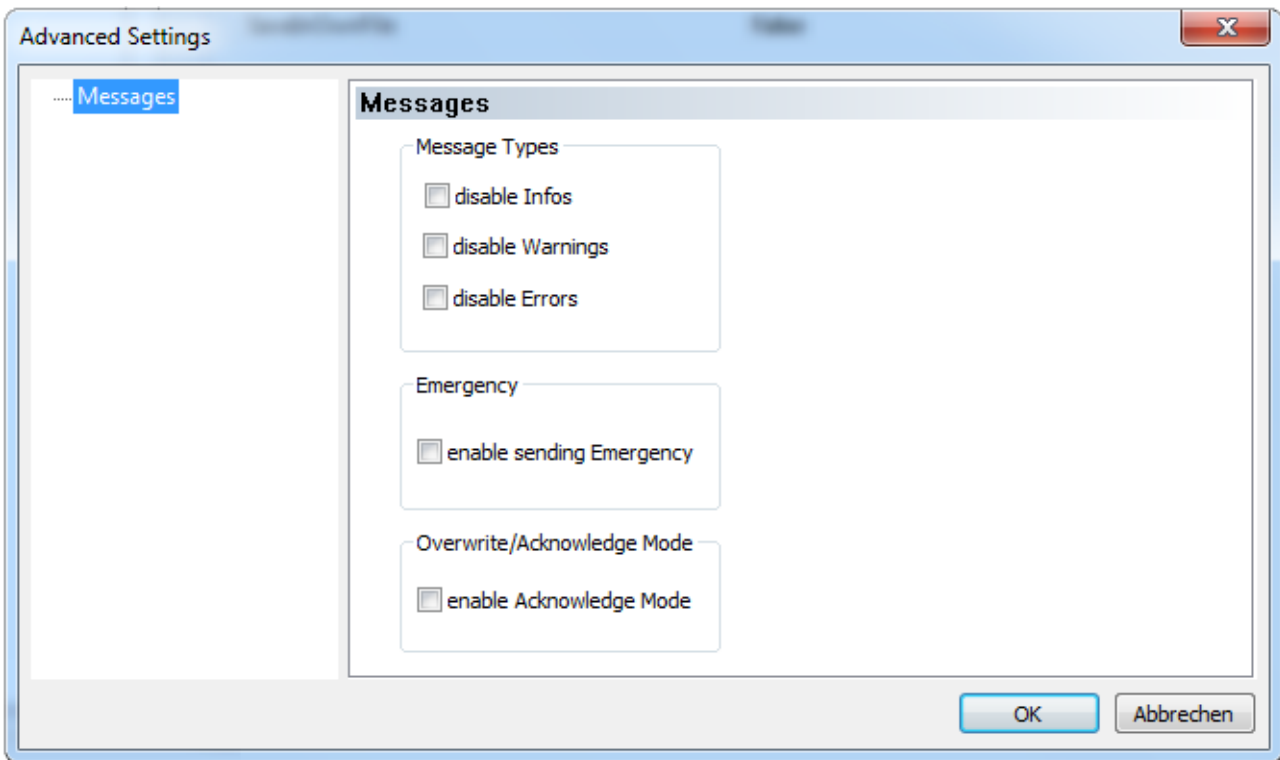 Advanced Settings
Messages
Messages
Message Types
disable Infos
disable Warnings
disable Errors
Emergency
enable sending Emergency
Overwrite/Acknowledge Mode
enable Acknowledge Mode
OK
Abbrechen